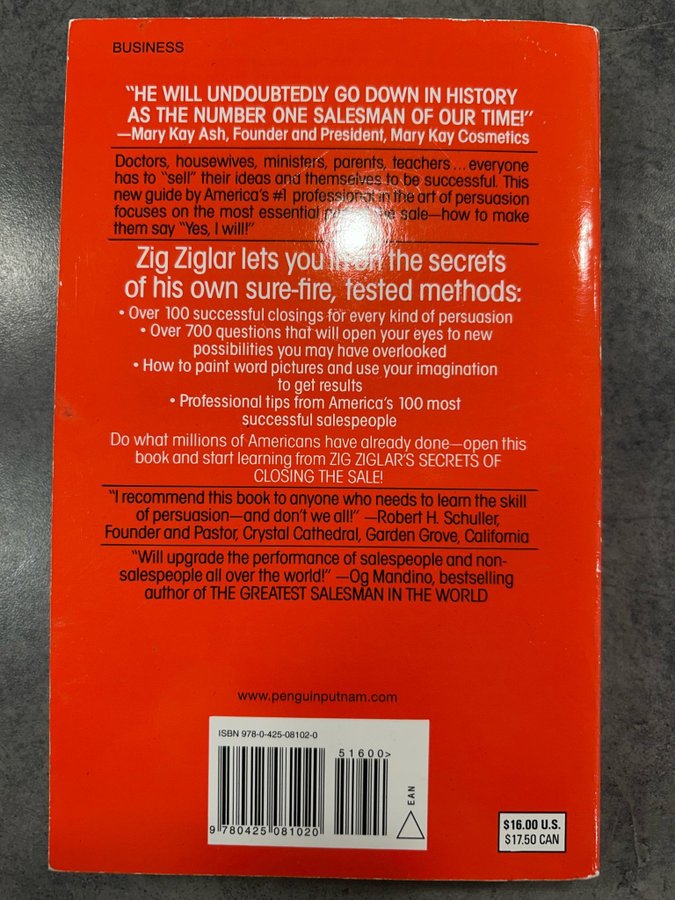 BUSINESS
"HE WILL UNDOUBTEDLY GO DOWN IN HISTORY
AS THE NUMBER ONE SALESMAN OF OUR TIME!"
—Mary Kay Ash, Founder and President, Mary Kay Cosmetics
Doctors, housewives, ministers, parents, teachers...everyone
has to "sell" their ideas and themselves to be successful. This
new guide by America's #1 professional in the art of persuasion
focuses on the most essential sale—how to make
them say "Yes, I will!"
Zig Ziglar lets you the secrets
of his own sure-fire, tested methods:
• Over 100 successful closings for every kind of persuasion
• Over 700 questions that will open your eyes to new
possibilities you may have overlooked
• How to paint word pictures and use your imagination
to get results
• Professional tips from America's 100 most
successful salespeople
Do what millions of Americans have already done—open this
book and start learning from ZIG ZIGLAR'S SECRETS OF
CLOSING THE SALE!
"I recommend this book to anyone who needs to learn the skill
of persuasion—and don't we all!" —Robert H. Schuller,
Founder and Pastor, Crystal Cathedral, Garden Grove, California
"Will upgrade the performance of salespeople and non-
salespeople all over the world!" —Og Mandino, bestselling
author of THE GREATEST SALESMAN IN THE WORLD
www.penguinputnam.com
ISBN 978-0-425-08102-0
51600>
9 780425 081020
EAN
$16.00 U.S.
$17.50 CAN